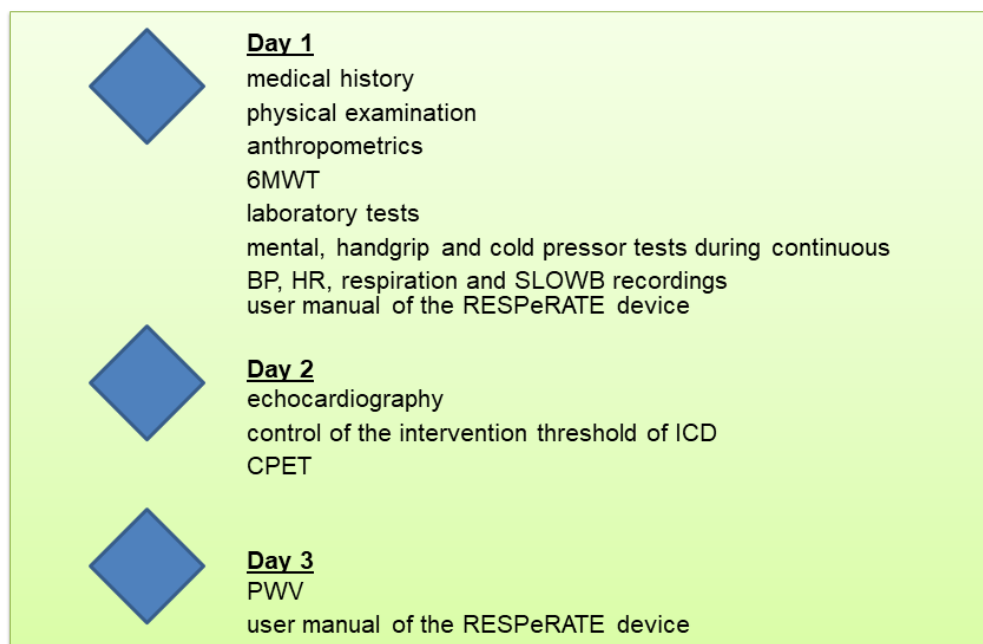 Day 1
medical history
physical examination
anthropometrics
6MWT
laboratory tests
mental, handgrip and cold pressor tests during continuous
BP, HR, respiration and SLOWB recordings
user manual of the RESPeRATE device
Day 2
echocardiography
control of the intervention threshold of ICD
CPET
Day 3
PWV
user manual of the RESPeRATE device